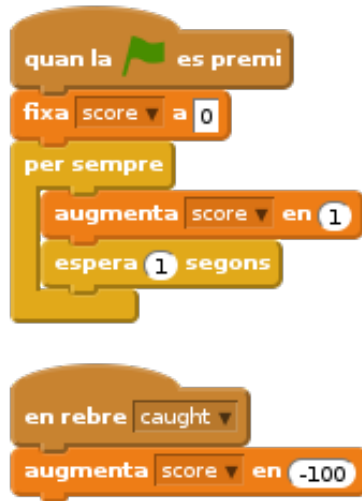 quan la es premi
fixa score a 0
per sempre
augmenta score en 1
espera 1 segons
en rebre caught
augmenta score en -100